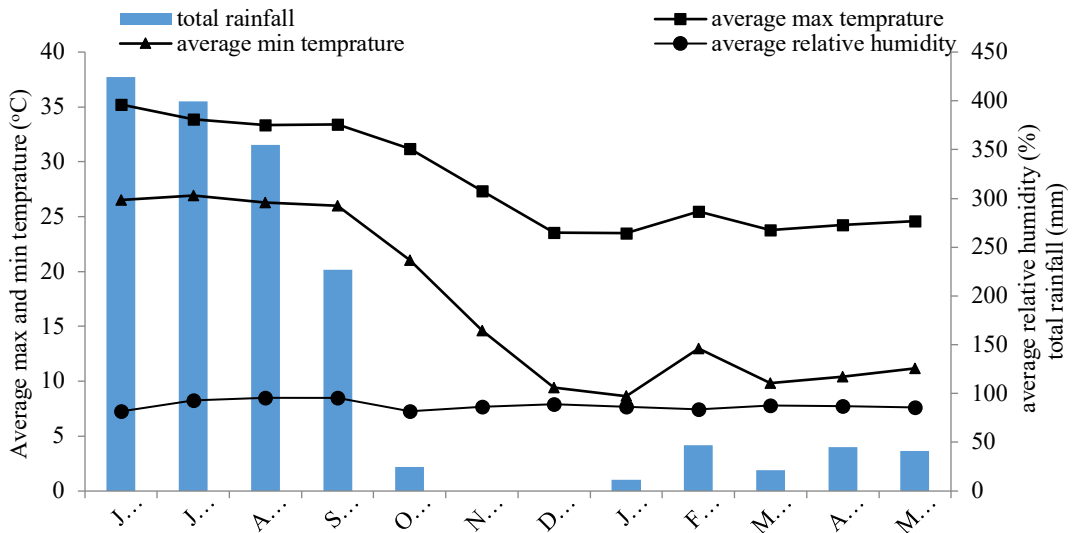 total rainfall
average max temprature
average min temprature
average relative humidity
Average max and min temprature (°C)
40
35
30
25
20
15
10
5
0
450
400
350
300
250
200
150
100
50
0
average relative humidity (%)
total rainfall (mm)
J…
J…
A…
S…
O…
N…
D…
J…
F…
M…
A…
M…